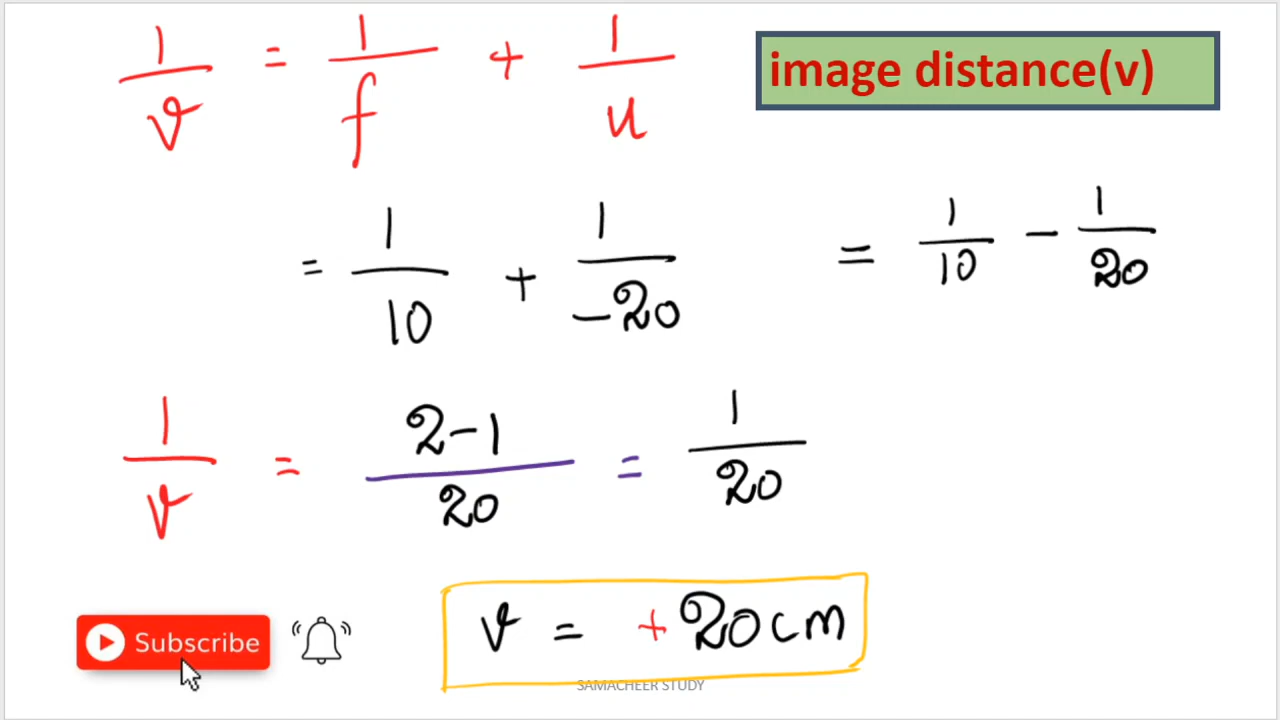 1/v = 1/f + 1/u
image distance(v)
= 1/10 + 1/-20 = 1/10 - 1/20
1/v = 2-1/20 = 1/20
v = +20cm
Subscribe
SAMACHEER STUDY